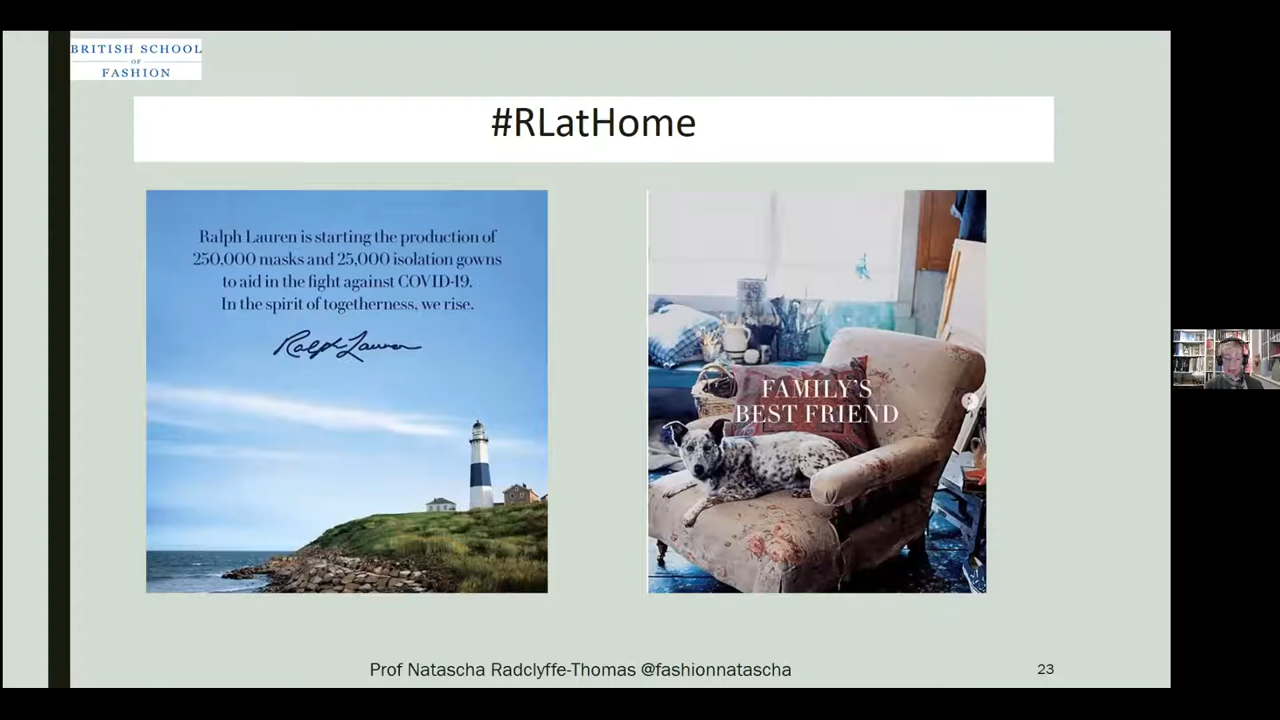 BRITISH SCHOOL
OF
FASHION
#RLatHome
Ralph Lauren is starting the production of
250,000 masks and 25,000 isolation gowns
to aid in the fight against COVID-19.
In the spirit of togetherness, we rise.
Ralph Lauren
FAMILY'S
BEST FRIEND
Prof Natascha Radclyffe-Thomas @fashionnatascha
23